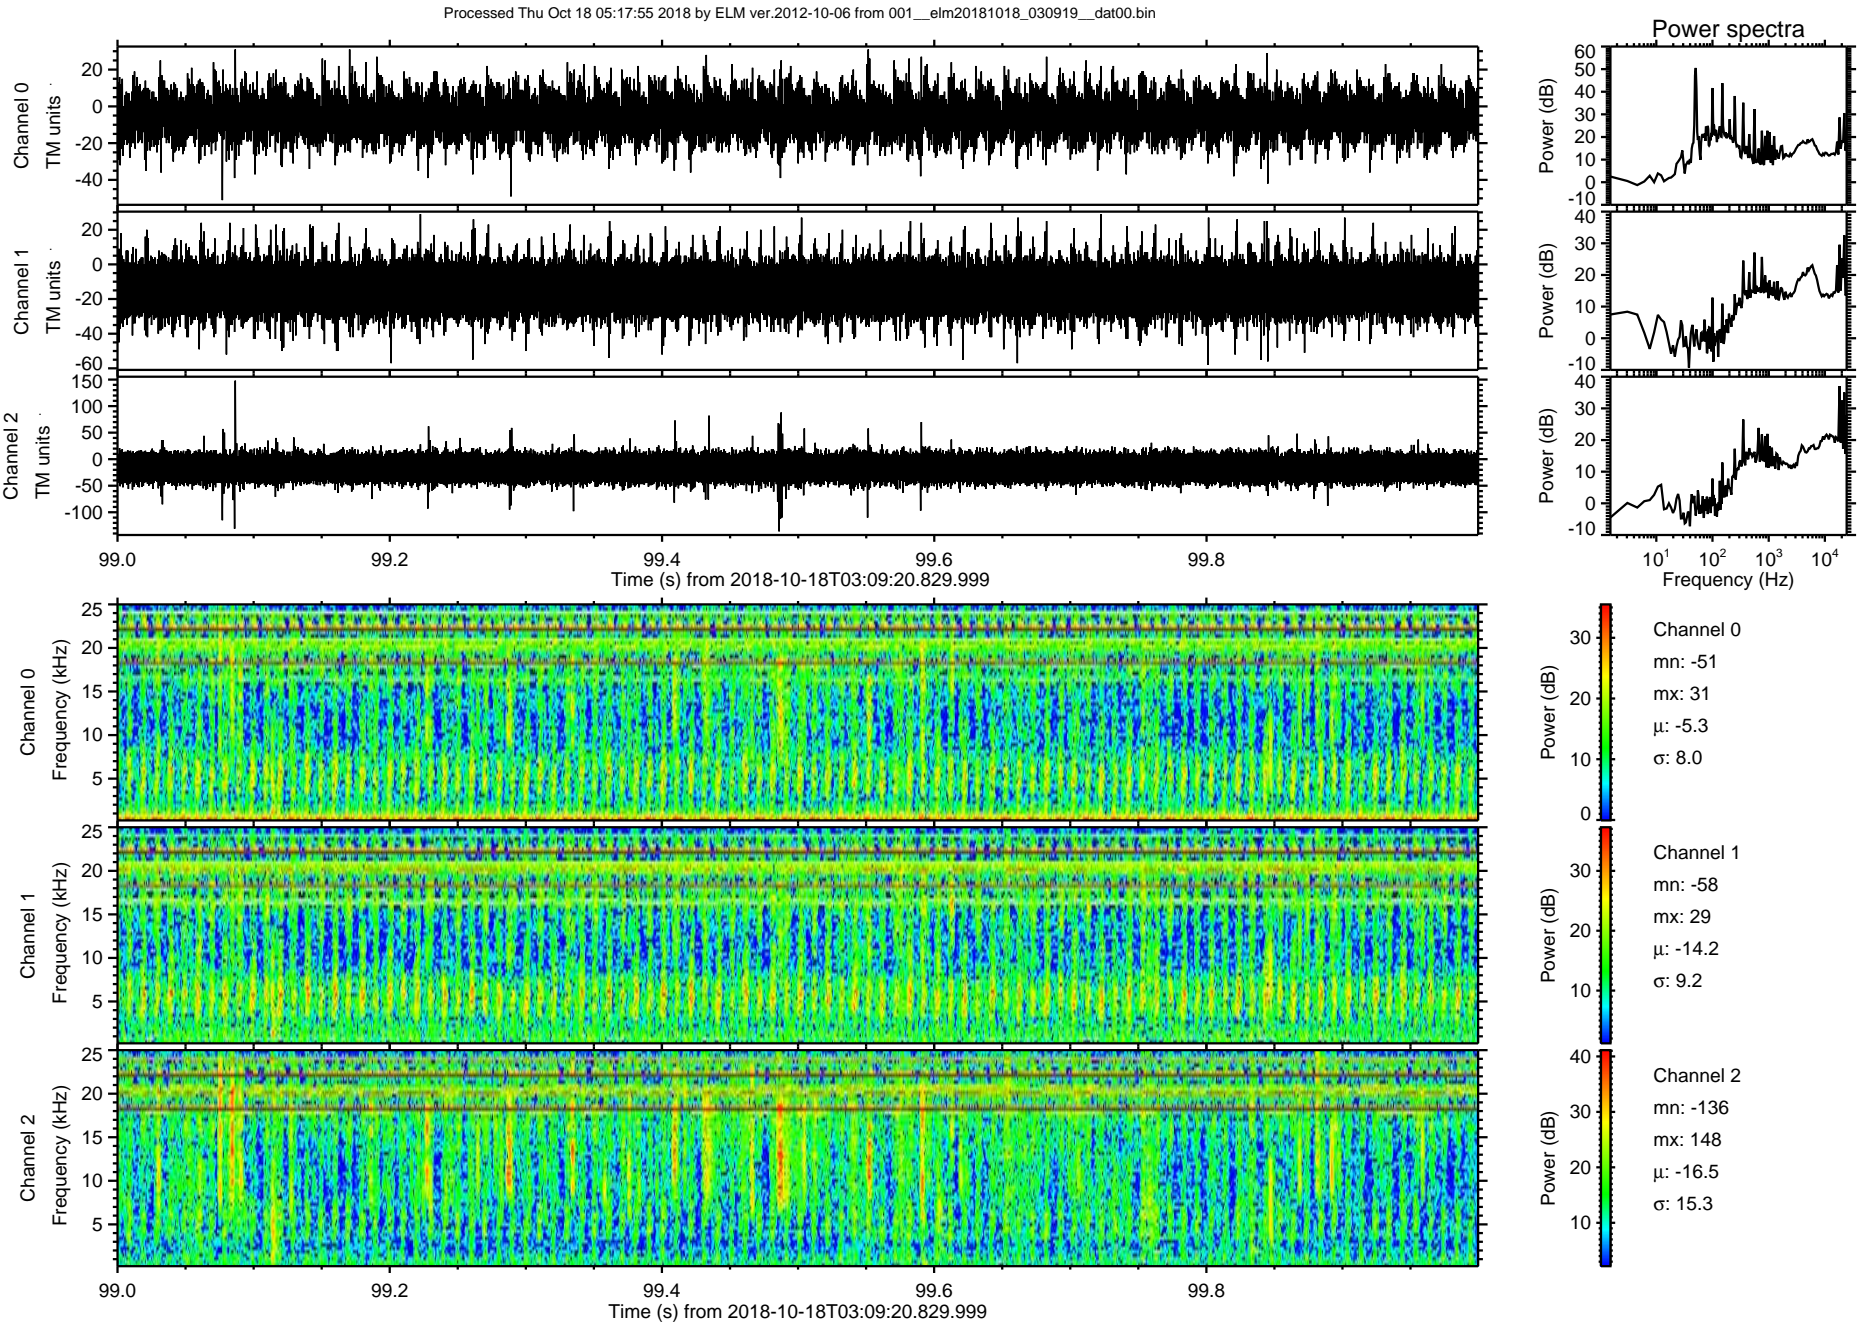 Processed Thu Oct 18 05:17:55 2018 by ELM ver.2012-10-06 from 001__elm20181018_030919__dat00.bin
Power spectra
Channel 0
TM units
20
0
-20
-40
Power (dB)
60
50
40
30
20
10
0
-10
Channel 1
TM units
20
0
-20
-40
-60
Power (dB)
40
30
20
10
0
-10
Channel 2
TM units
150
100
50
0
-50
-100
Power (dB)
40
30
20
10
0
-10
99.0 99.2 99.4 99.6 99.8
Time (s) from 2018-10-18T03:09:20.829.999
10^1 10^2 10^3 10^4
Frequency (Hz)
Channel 0
Frequency (kHz)
25
20
15
10
5
Power (dB)
30
20
10
0
Channel 0
mn: -51
mx: 31
μ: -5.3
σ: 8.0
Channel 1
Frequency (kHz)
25
20
15
10
5
Power (dB)
30
20
10
Channel 1
mn: -58
mx: 29
μ: -14.2
σ: 9.2
Channel 2
Frequency (kHz)
25
20
15
10
5
Power (dB)
40
30
20
10
Channel 2
mn: -136
mx: 148
μ: -16.5
σ: 15.3
99.0 99.2 99.4 99.6 99.8
Time (s) from 2018-10-18T03:09:20.829.999